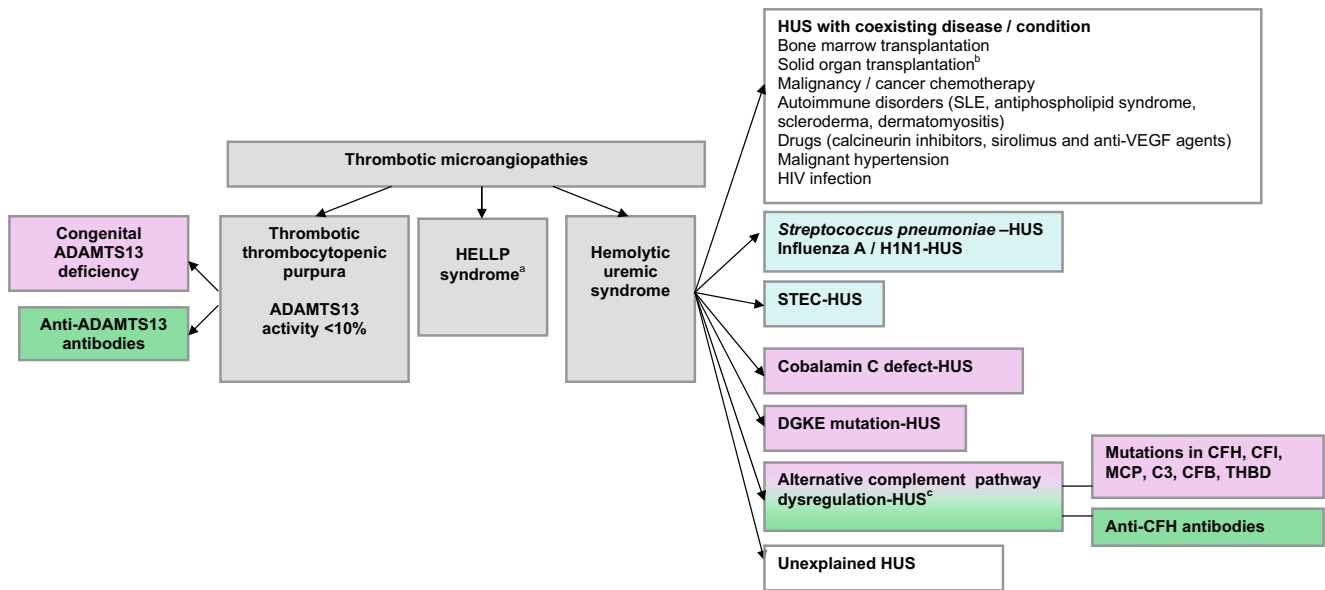 HUS with coexisting disease / condition
Bone marrow transplantation
Solid organ transplantationᵇ
Malignancy / cancer chemotherapy
Autoimmune disorders (SLE, antiphospholipid syndrome,
scleroderma, dermatomyositis)
Drugs (calcineurin inhibitors, sirolimus and anti-VEGF agents)
Malignant hypertension
HIV infection
Thrombotic microangiopathies
Congenital
ADAMTS13
deficiency
Anti-ADAMTS13
antibodies
Thrombotic
thrombocytopenic
purpura
ADAMTS13
activity <10%
HELLP
syndromeᵃ
Hemolytic
uremic
syndrome
Streptococcus pneumoniae –HUS
Influenza A / H1N1-HUS
STEC-HUS
Cobalamin C defect-HUS
DGKE mutation-HUS
Alternative complement pathway
dysregulation-HUSᶜ
Mutations in CFH, CFI,
MCP, C3, CFB, THBD
Anti-CFH antibodies
Unexplained HUS